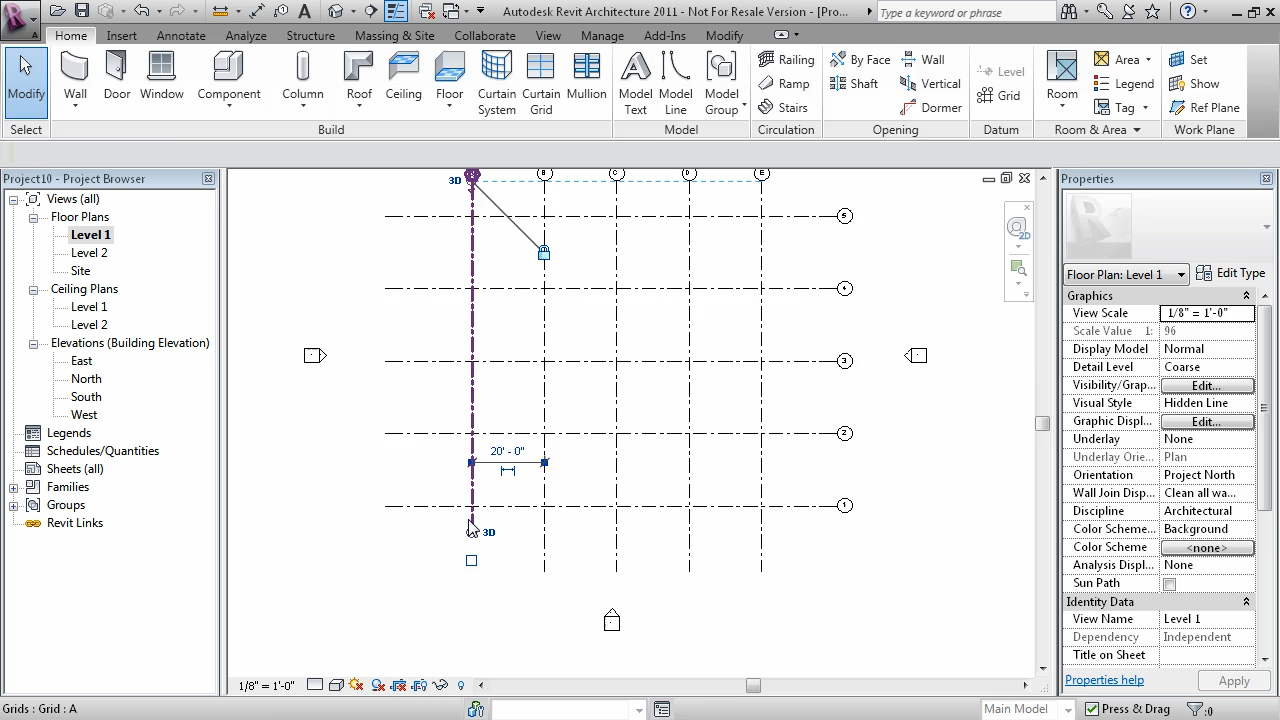 Autodesk Revit Architecture 2011 - Not For Resale Version - [Pro...
Type a keyword or phrase
Home Insert Annotate Analyze Structure Massing & Site Collaborate View Manage Add-Ins Modify
Modify Wall Door Window Component Column Roof Ceiling Floor Curtain System Curtain Grid Mullion Model Text Model Line Model Group
Railing Ramp Stairs
By Face Shaft Wall Vertical Dormer
Level Grid
Room Area Legend Tag
Set Show Ref Plane
Select Build Model Circulation Opening Datum Room & Area Work Plane
Project10 - Project Browser
Views (all)
Floor Plans
Level 1
Level 2
Site
Ceiling Plans
Level 1
Level 2
Elevations (Building Elevation)
East
North
South
West
Legends
Schedules/Quantities
Sheets (all)
Families
Groups
Revit Links
3D
B C D E
5
4
3
2
1
20' - 0"
3D
2D
Properties
Floor Plan: Level 1 Edit Type
Graphics
View Scale 1/8" = 1'-0"
Scale Value 1: 96
Display Model Normal
Detail Level Coarse
Visibility/Grap... Edit...
Visual Style Hidden Line
Graphic Displ... Edit...
Underlay None
Underlay Orie... Plan
Orientation Project North
Wall Join Disp... Clean all wa...
Discipline Architectural
Color Scheme... Background
Color Scheme <none>
Analysis Displ... None
Sun Path
Identity Data
View Name Level 1
Dependency Independent
Title on Sheet
Properties help Apply
1/8" = 1'-0"
Grids : Grid : A
Main Model Press & Drag :0